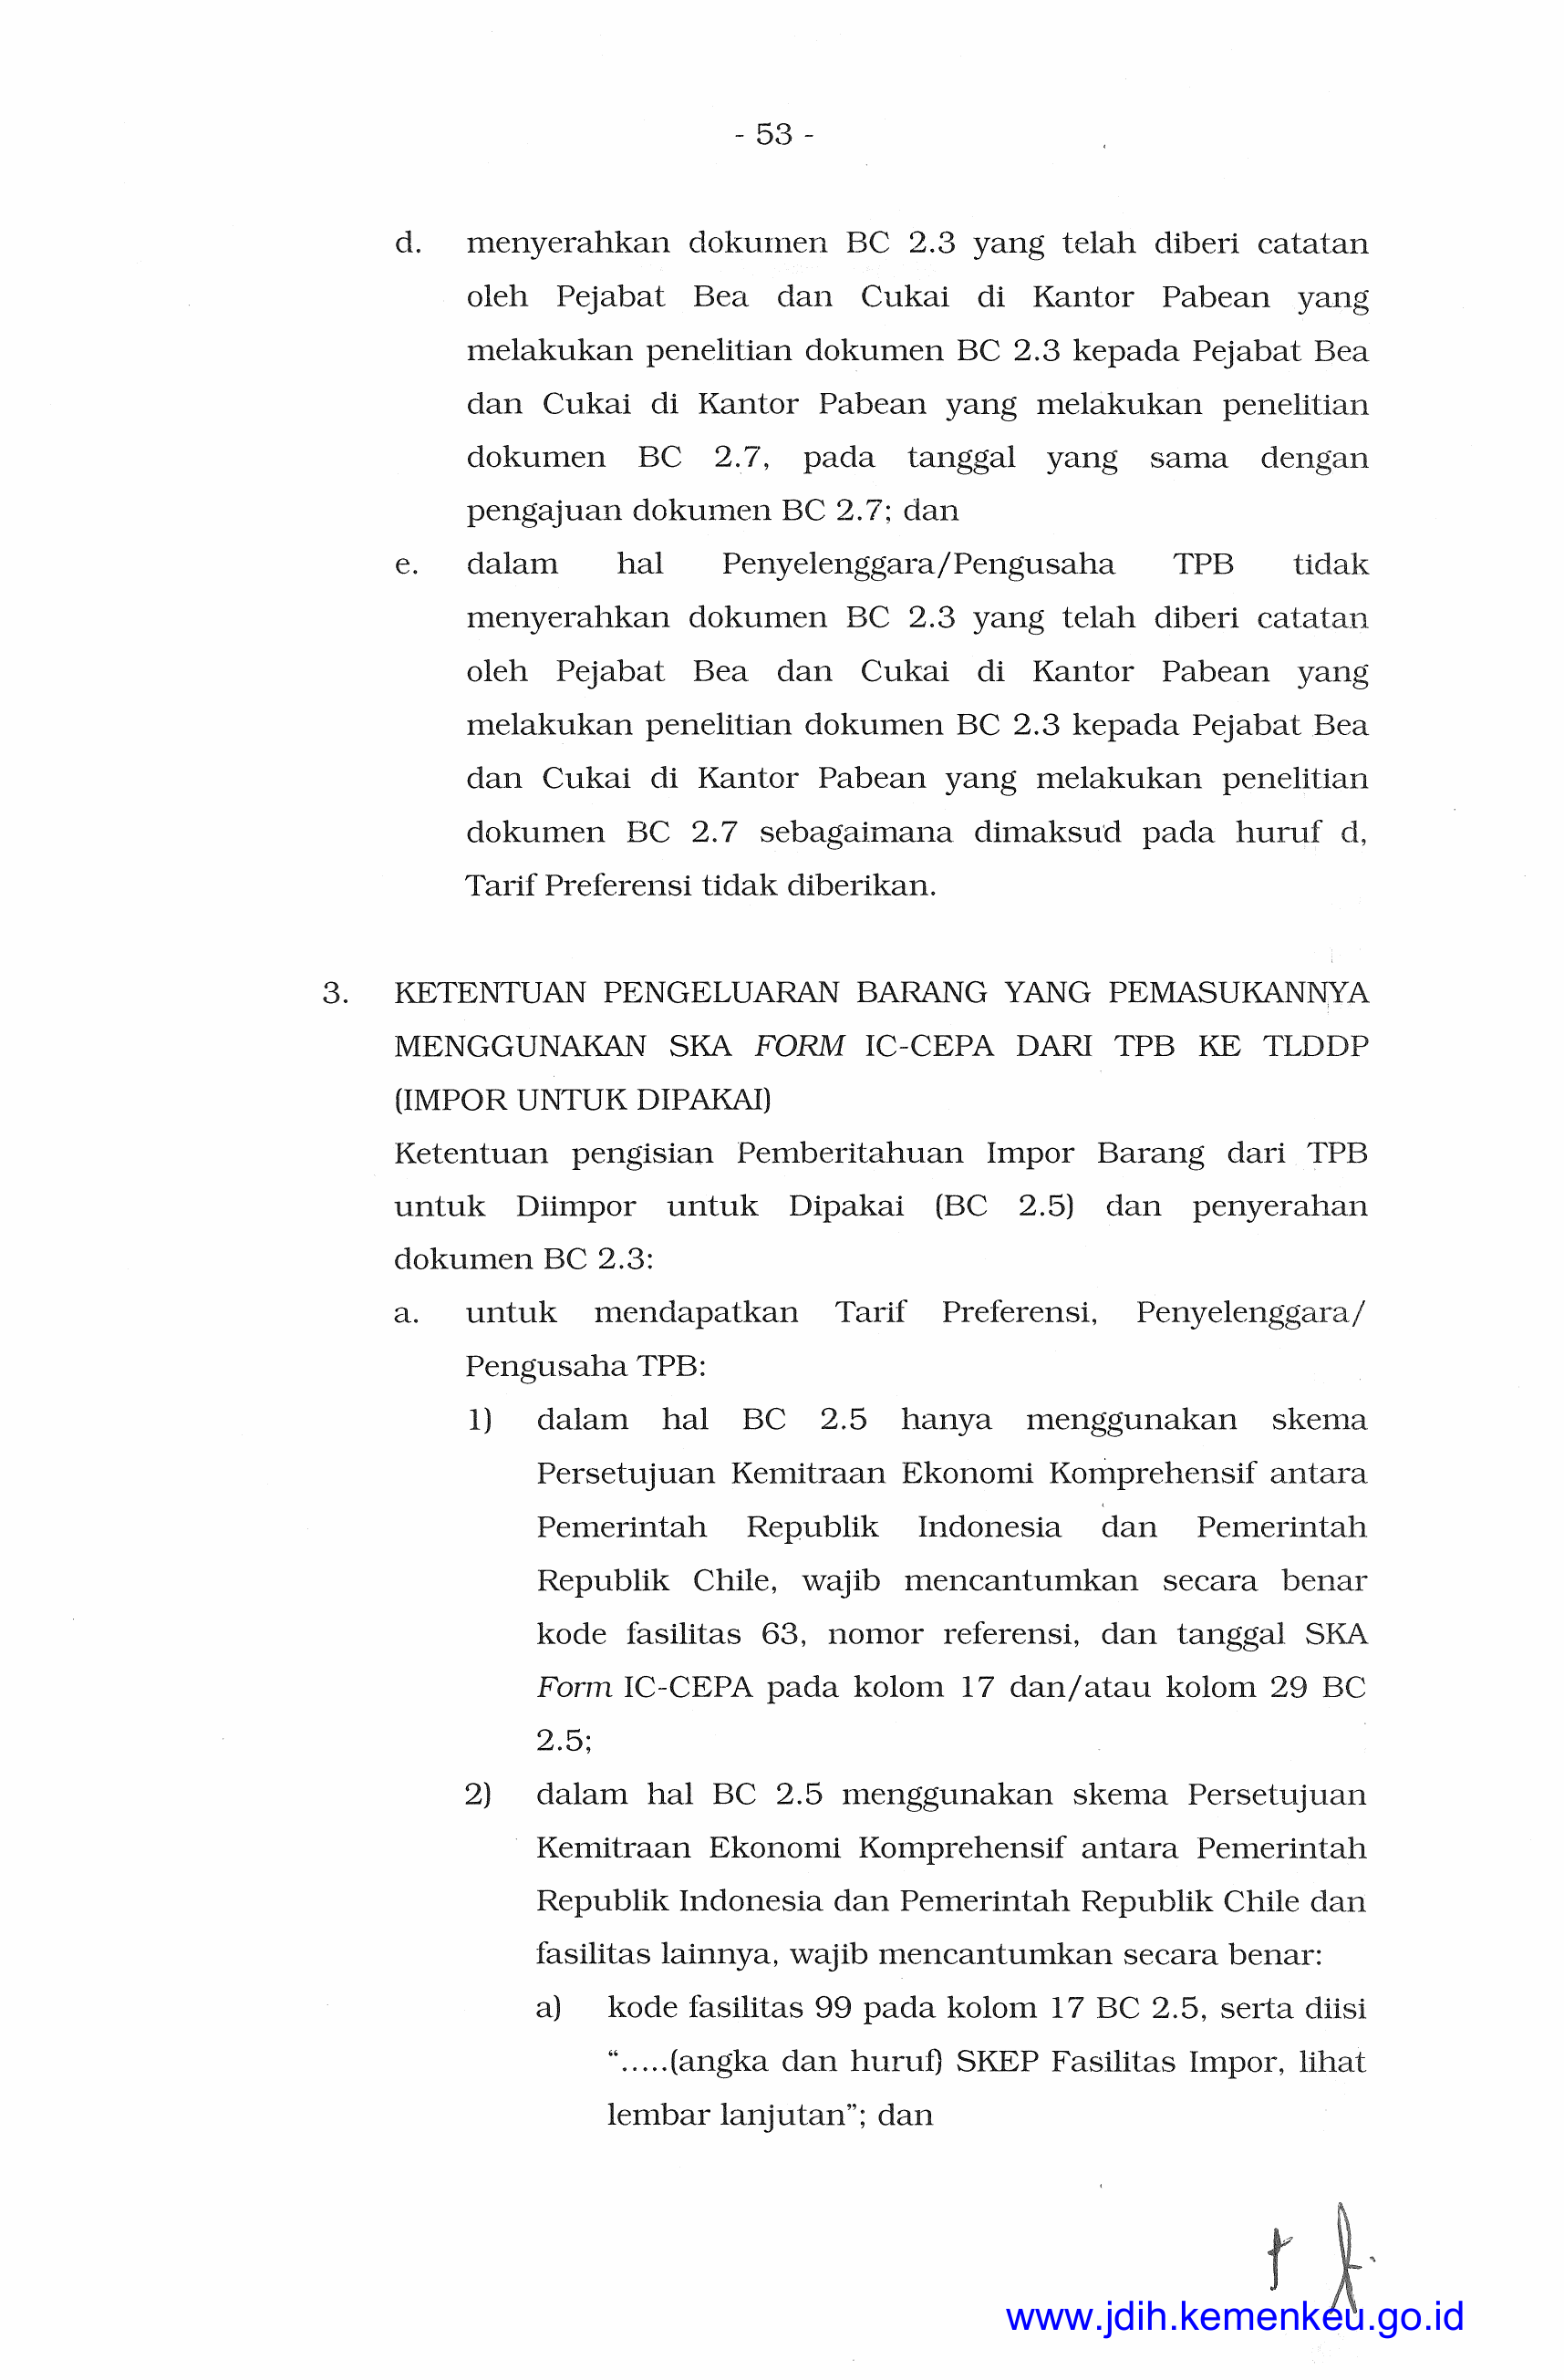 - 53 -
d. menyerahkan dokumen BC 2.3 yang telah diberi catatan
oleh Pejabat Bea dan Cukai di Kantor Pabean yang
melakukan penelitian dokumen BC 2.3 kepada Pejabat Bea
dan Cukai di Kantor Pabean yang melakukan penelitian
dokumen BC 2.7, pada tanggal yang sama dengan
pengajuan dokumen BC 2.7; dan
e. dalam hal Penyelenggara/Pengusaha TPB tidak
menyerahkan dokumen BC 2.3 yang telah diberi catatan
oleh Pejabat Bea dan Cukai di Kantor Pabean yang
melakukan penelitian dokumen BC 2.3 kepada Pejabat Bea
dan Cukai di Kantor Pabean yang melakukan penelitian
dokumen BC 2.7 sebagaimana dimaksud pada huruf d,
Tarif Preferensi tidak diberikan.
3. KETENTUAN PENGELUARAN BARANG YANG PEMASUKANNYA
MENGGUNAKAN SKA FORM IC-CEPA DARI TPB KE TLDDP
(IMPOR UNTUK DIPAKAI)
Ketentuan pengisian Pemberitahuan Impor Barang dari TPB
untuk Diimpor untuk Dipakai (BC 2.5) dan penyerahan
dokumen BC 2.3:
a. untuk mendapatkan Tarif Preferensi, Penyelenggara/
Pengusaha TPB:
1) dalam hal BC 2.5 hanya menggunakan skema
Persetujuan Kemitraan Ekonomi Komprehensif antara
Pemerintah Republik Indonesia dan Pemerintah
Republik Chile, wajib mencantumkan secara benar
kode fasilitas 63, nomor referensi, dan tanggal SKA
Form IC-CEPA pada kolom 17 dan/atau kolom 29 BC
2.5;
2) dalam hal BC 2.5 menggunakan skema Persetujuan
Kemitraan Ekonomi Komprehensif antara Pemerintah
Republik Indonesia dan Pemerintah Republik Chile dan
fasilitas lainnya, wajib mencantumkan secara benar:
a) kode fasilitas 99 pada kolom 17 BC 2.5, serta diisi
“.....(angka dan huruf) SKEP Fasilitas Impor, lihat
lembar lanjutan”; dan
www.jdih.kemenkeu.go.id